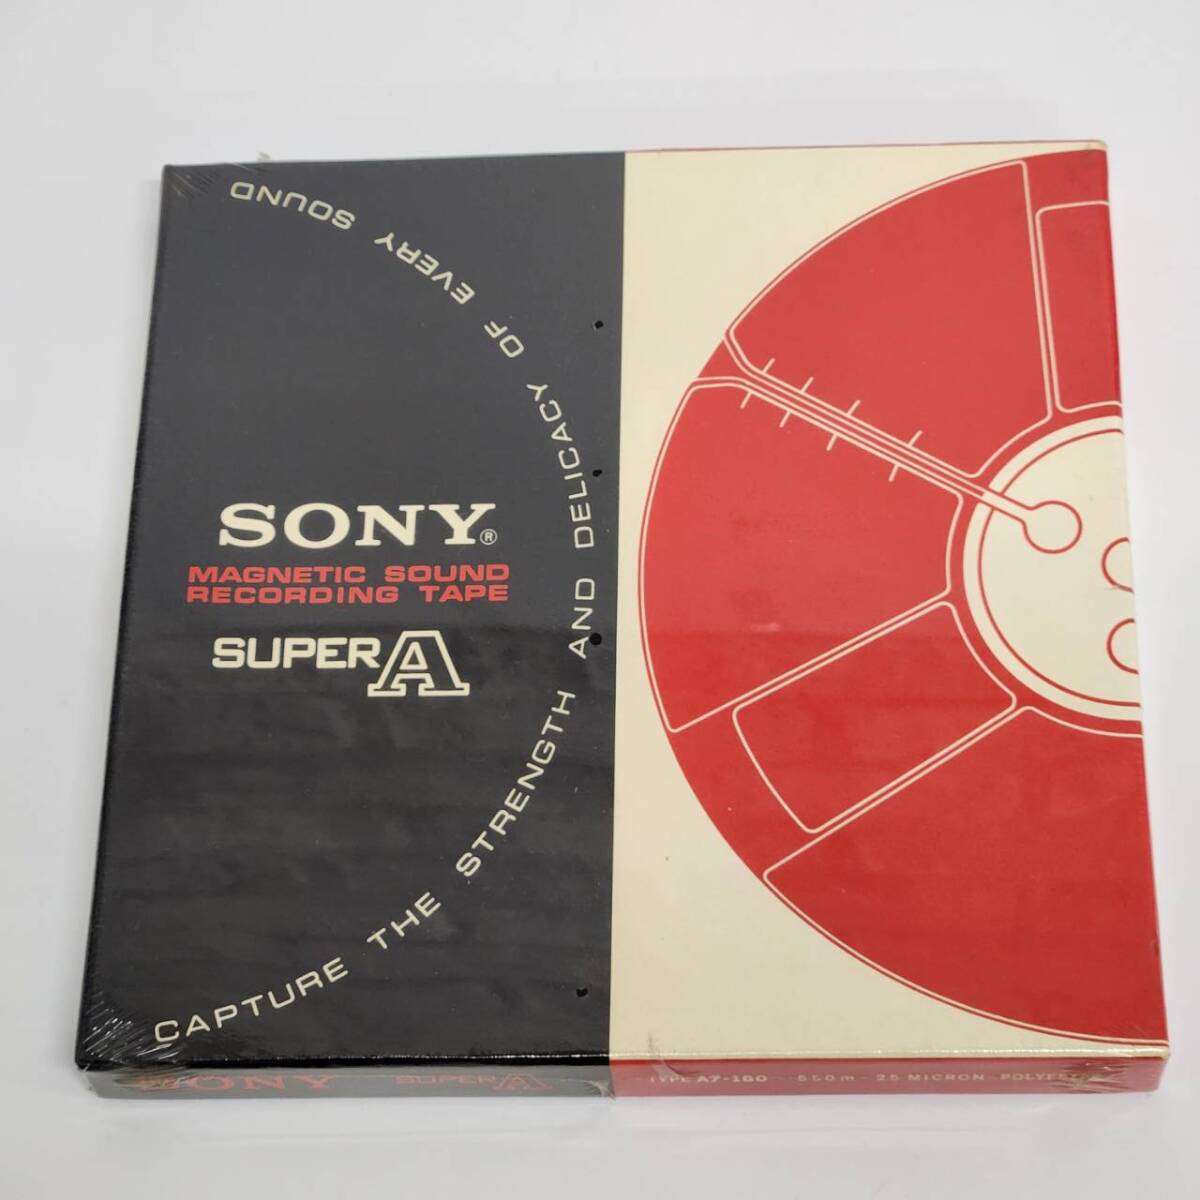 SONY®
MAGNETIC SOUND
RECORDING TAPE
SUPER A
CAPTURE THE STRENGTH AND DELICACY OF EVERY SOUND
SONY SUPER A
TYPE A7-180 550m - 25 MICRON POLYESTER